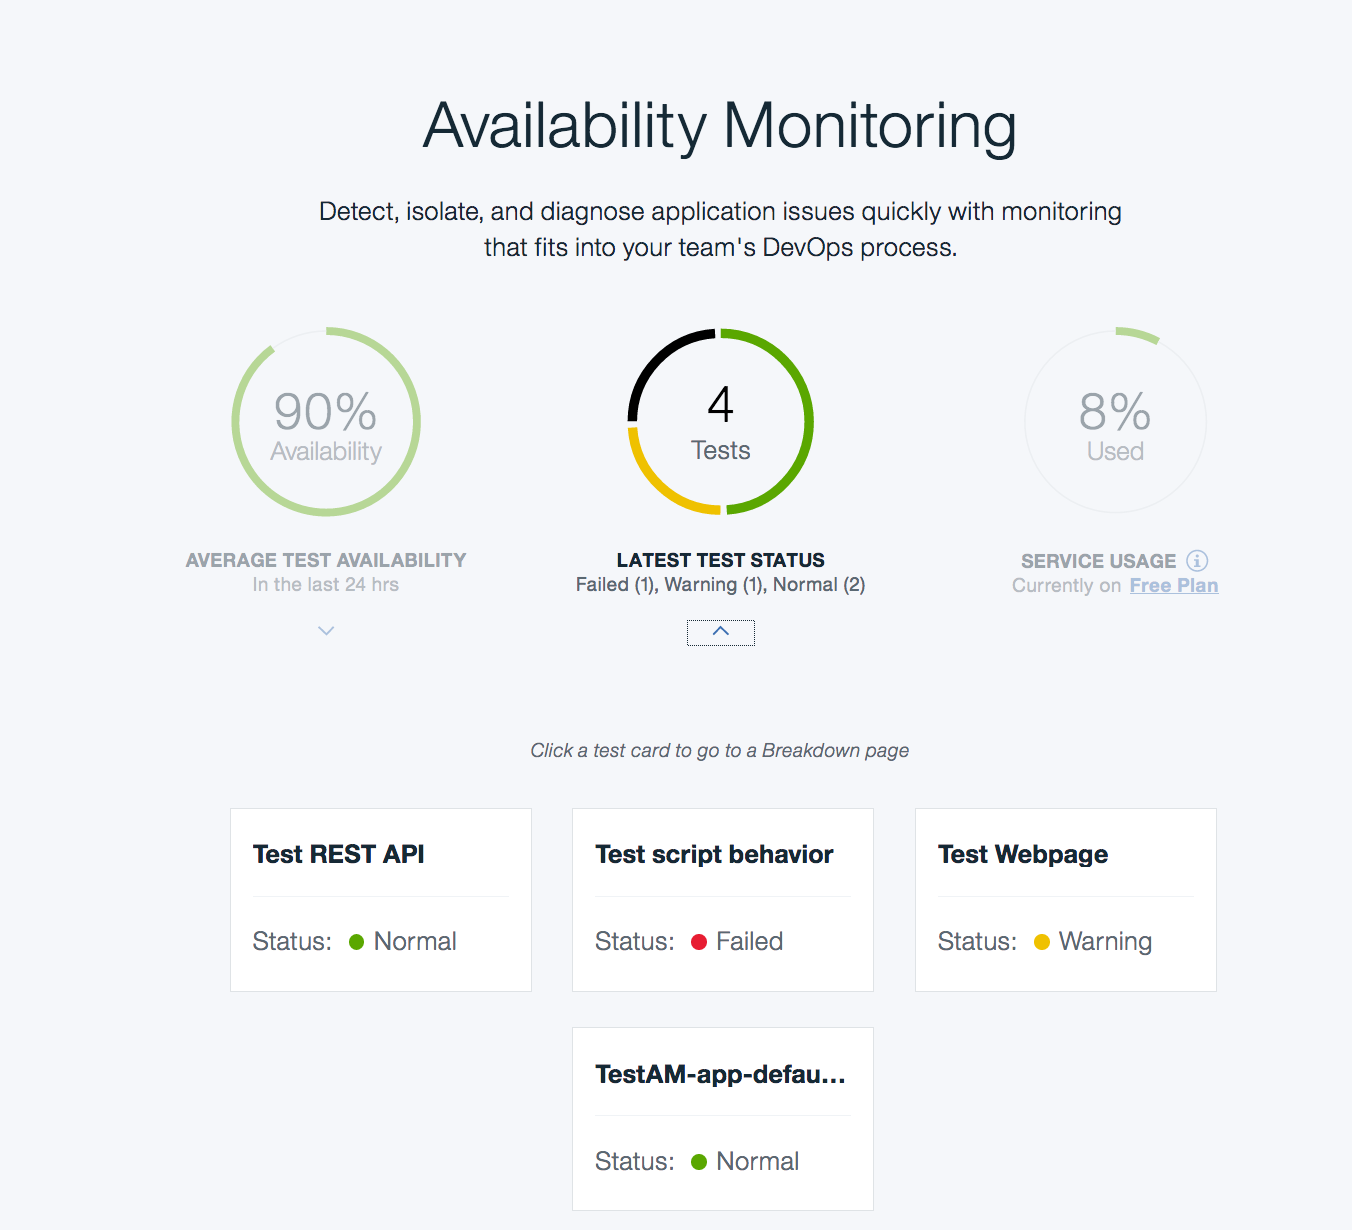 Availability Monitoring
Detect, isolate, and diagnose application issues quickly with monitoring
that fits into your team's DevOps process.
90%
Availability
AVERAGE TEST AVAILABILITY
In the last 24 hrs
4
Tests
LATEST TEST STATUS
Failed (1), Warning (1), Normal (2)
8%
Used
SERVICE USAGE
Currently on Free Plan
Click a test card to go to a Breakdown page
Test REST API
Status: Normal
Test script behavior
Status: Failed
Test Webpage
Status: Warning
TestAM-app-defau...
Status: Normal